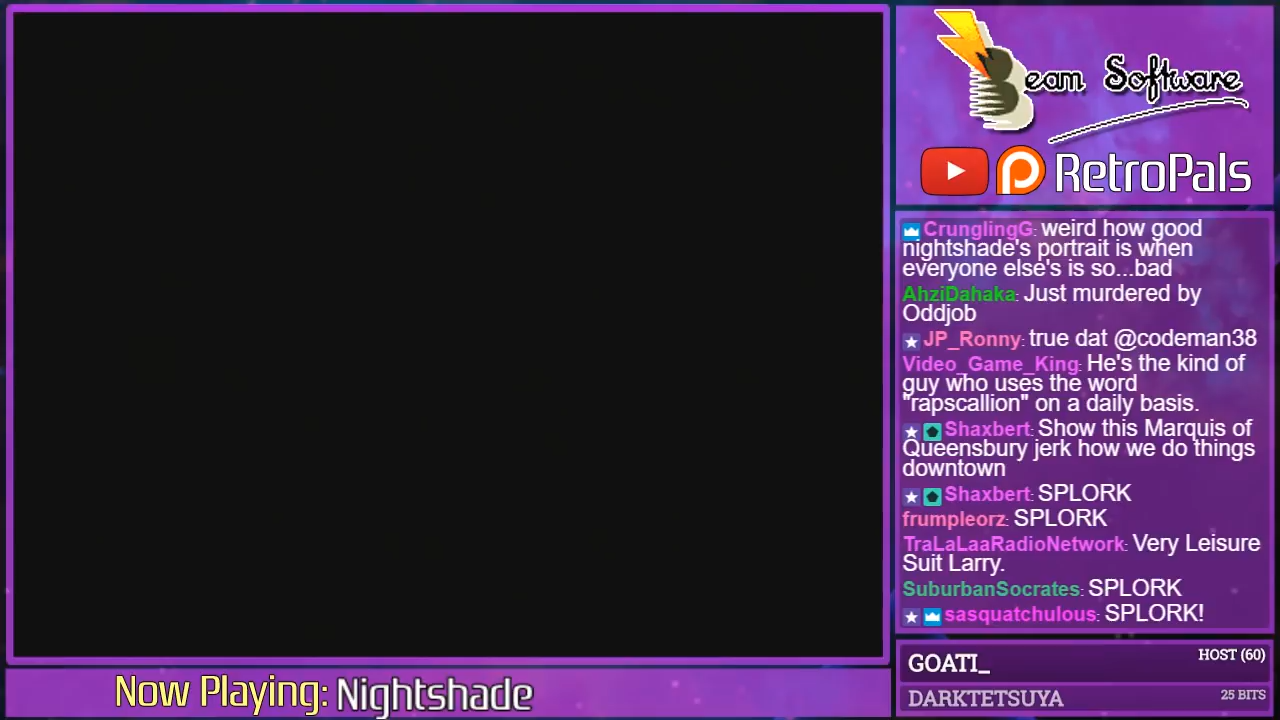 Beam Software
RetroPals
CrunglingG: weird how good
nightshade's portrait is when
everyone else's is so...bad
AhziDahaka: Just murdered by
Oddjob
JP_Ronny: true dat @codeman38
Video_Game_King: He's the kind of
guy who uses the word
"rapscallion" on a daily basis.
Shaxbert: Show this Marquis of
Queensbury jerk how we do things
downtown
Shaxbert: SPLORK
frumpleorz: SPLORK
TraLaLaaRadioNetwork: Very Leisure
Suit Larry.
SuburbanSocrates: SPLORK
sasquatchulous: SPLORK!
GOATI_ HOST (60)
DARKTETSUYA 25 BITS
Now Playing: Nightshade